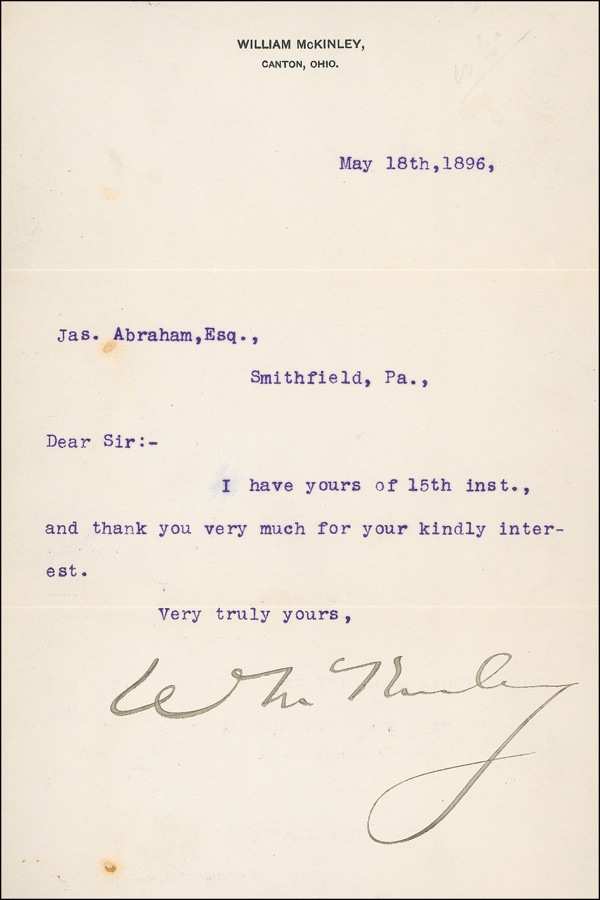 WILLIAM McKINLEY,
CANTON, OHIO.
May 18th,1896,
Jas. Abraham,Esq.,
Smithfield, Pa.,
Dear Sir:-
I have yours of 15th inst.,
and thank you very much for your kindly inter-
est.
Very truly yours,
Wm McKinley